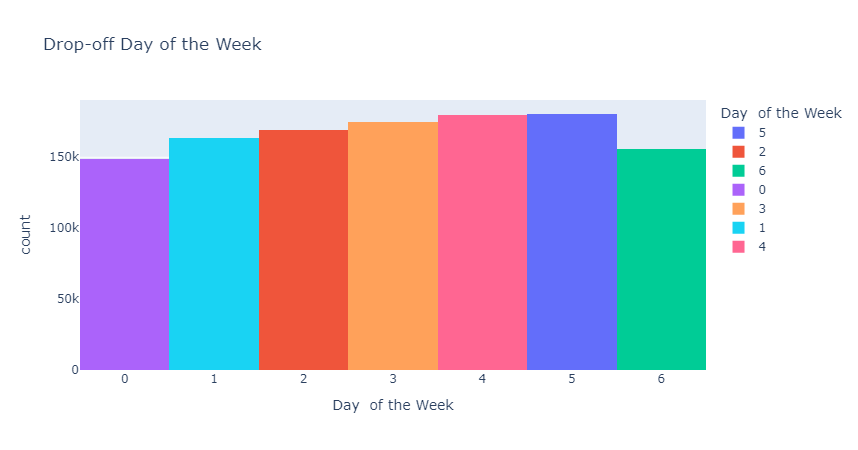 Drop-off Day of the Week
Day  of the Week
5
2
6
0
3
1
4
150k
100k
50k
0
count
0 1 2 3 4 5 6
Day  of the Week